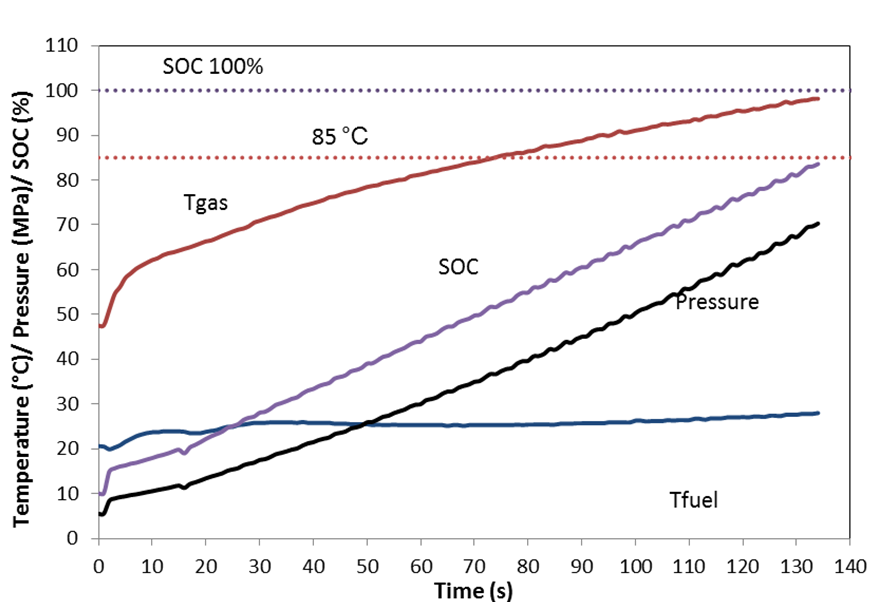 Temperature (°C)/ Pressure (MPa)/ SOC (%)
110
100
90
80
70
60
50
40
30
20
10
0
SOC 100%
85 °C
Tgas
SOC
Pressure
Tfuel
0 10 20 30 40 50 60 70 80 90 100 110 120 130 140
Time (s)